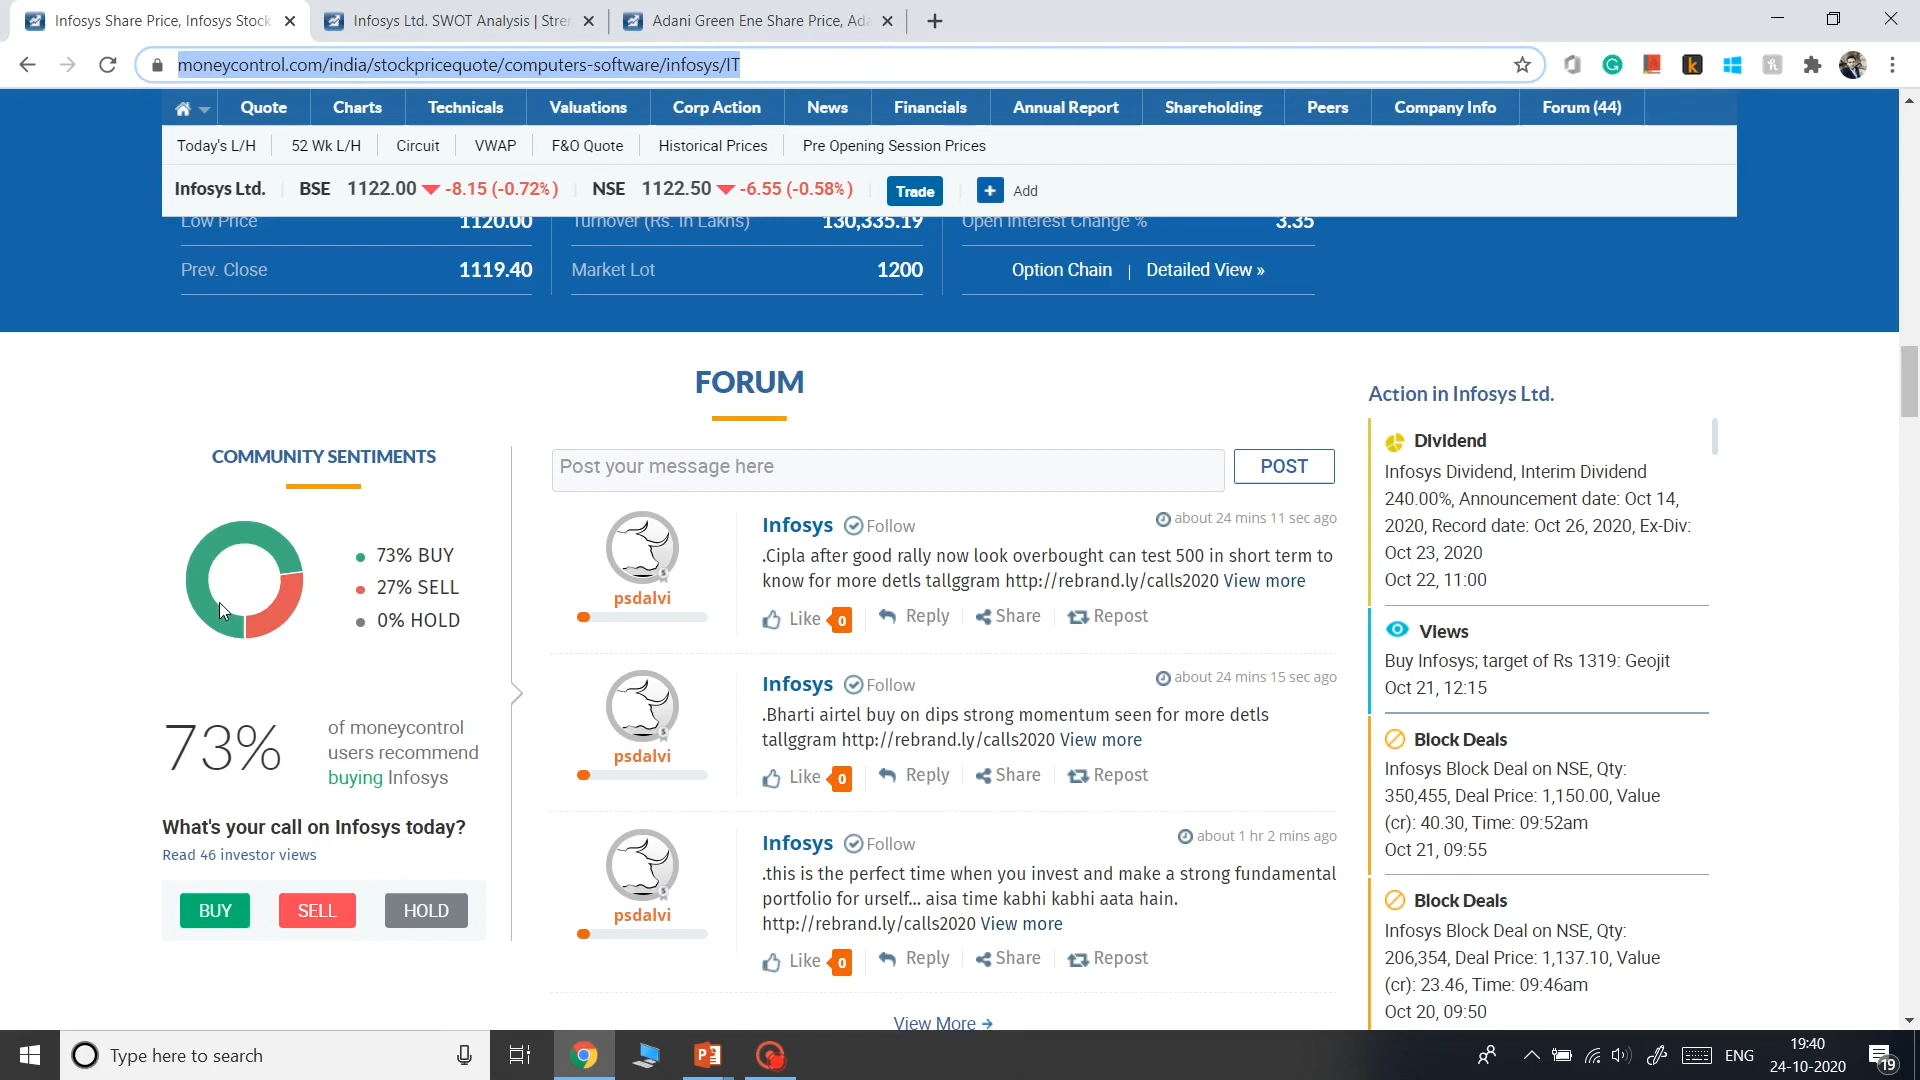 Infosys Share Price, Infosys Stock
Infosys Ltd. SWOT Analysis | Stren
Adani Green Ene Share Price, Ada
moneycontrol.com/india/stockpricequote/computers-software/infosys/IT
Quote Charts Technicals Valuations Corp Action News Financials Annual Report Shareholding Peers Company Info Forum (44)
Today's L/H 52 Wk L/H Circuit VWAP F&O Quote Historical Prices Pre Opening Session Prices
Infosys Ltd. BSE 1122.00 -8.15 (-0.72%) NSE 1122.50 -6.55 (-0.58%) Trade + Add
Low Price 1120.00 Turnover (Rs. In Lakhs) 130,335.19 Open Interest Change % 3.35
Prev. Close 1119.40 Market Lot 1200 Option Chain | Detailed View »
FORUM
COMMUNITY SENTIMENTS
73% BUY
27% SELL
0% HOLD
73%
of moneycontrol
users recommend
buying Infosys
What's your call on Infosys today?
Read 46 investor views
BUY SELL HOLD
Post your message here POST
psdalvi
Infosys Follow about 24 mins 11 sec ago
.Cipla after good rally now look overbought can test 500 in short term to
know for more detls tallggram http://rebrand.ly/calls2020 View more
Like 0 Reply Share Repost
psdalvi
Infosys Follow about 24 mins 15 sec ago
.Bharti airtel buy on dips strong momentum seen for more detls
tallggram http://rebrand.ly/calls2020 View more
Like 0 Reply Share Repost
psdalvi
Infosys Follow about 1 hr 2 mins ago
.this is the perfect time when you invest and make a strong fundamental
portfolio for urself... aisa time kabhi kabhi aata hain.
http://rebrand.ly/calls2020 View more
Like 0 Reply Share Repost
View More
Action in Infosys Ltd.
Dividend
Infosys Dividend, Interim Dividend
240.00%, Announcement date: Oct 14,
2020, Record date: Oct 26, 2020, Ex-Div:
Oct 23, 2020
Oct 22, 11:00
Views
Buy Infosys; target of Rs 1319: Geojit
Oct 21, 12:15
Block Deals
Infosys Block Deal on NSE, Qty:
350,455, Deal Price: 1,150.00, Value
(cr): 40.30, Time: 09:52am
Oct 21, 09:55
Block Deals
Infosys Block Deal on NSE, Qty:
206,354, Deal Price: 1,137.10, Value
(cr): 23.46, Time: 09:46am
Oct 20, 09:50
Type here to search
ENG
19:40
24-10-2020
19